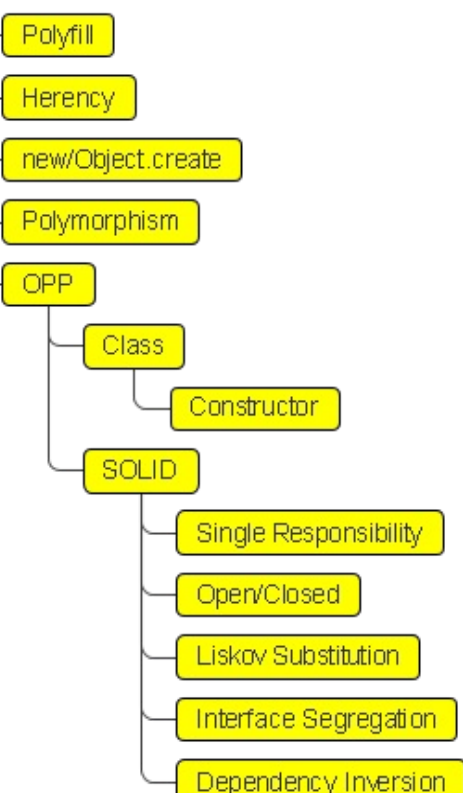 Polyfill
Herency
new/Object.create
Polymorphism
OPP
Class
Constructor
SOLID
Single Responsibility
Open/Closed
Liskov Substitution
Interface Segregation
Dependency Inversion